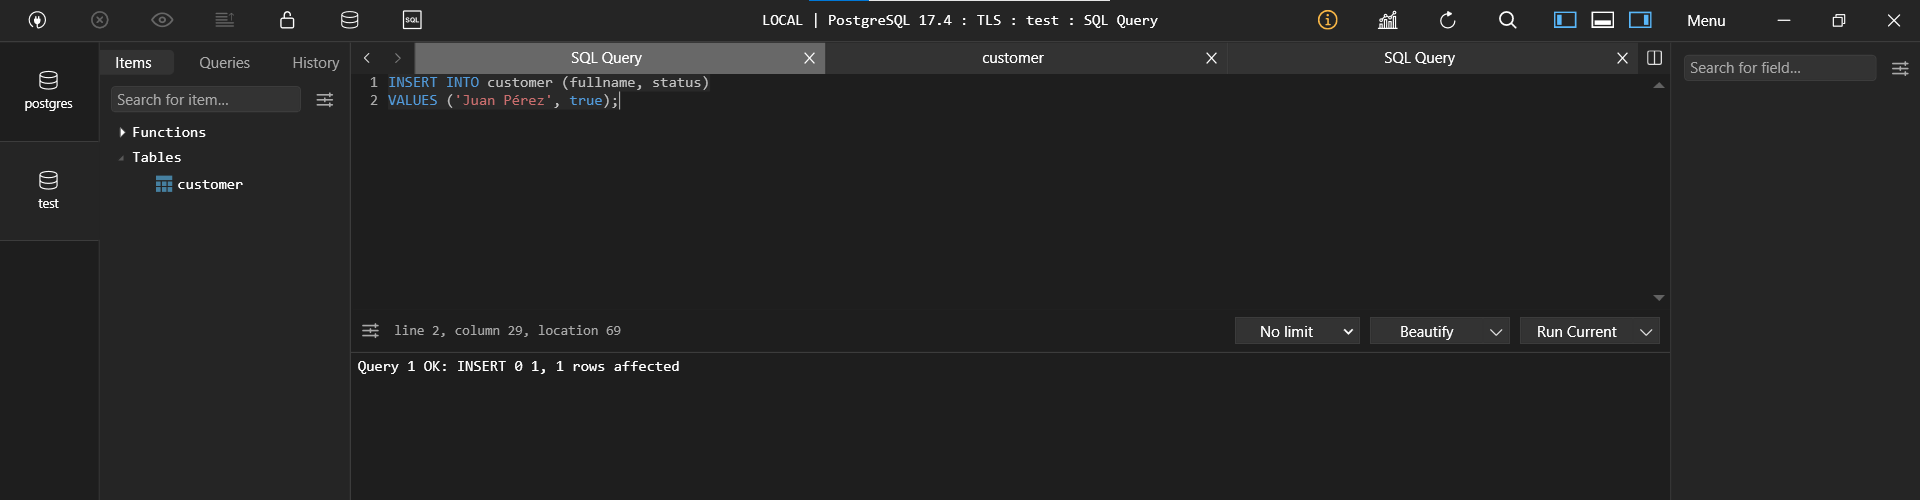 SQL
LOCAL | PostgreSQL 17.4 : TLS : test : SQL Query
Menu
postgres
test
Items Queries History
Search for item...
Functions
Tables
customer
SQL Query customer SQL Query
1 INSERT INTO customer (fullname, status)
2 VALUES ('Juan Pérez', true);
line 2, column 29, location 69
No limit Beautify Run Current
Query 1 OK: INSERT 0 1, 1 rows affected
Search for field...